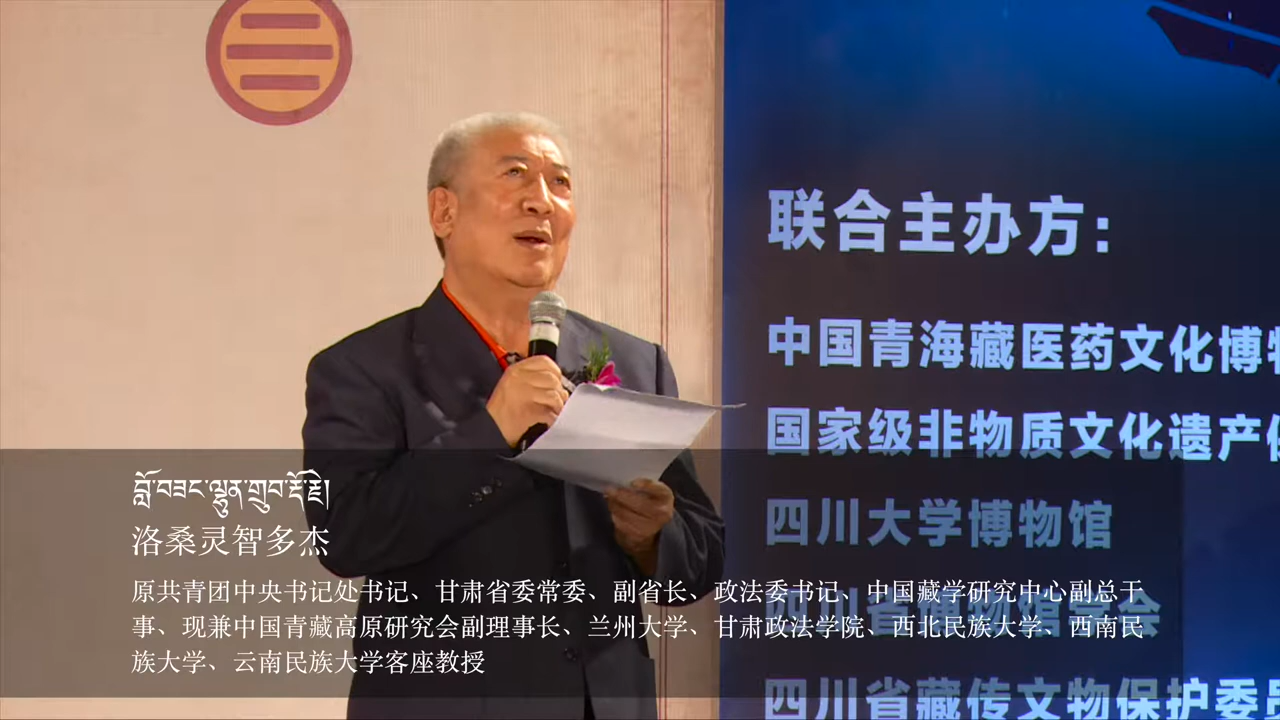 联合主办方:
中国青海藏医药文化博物
国家级非物质文化遗产
四川大学博物馆
四川省博物馆学会
四川省藏传文物保护委员
བློ་བཟང་ལྷུན་གྲུབ་རྡོ་རྗེ།
洛桑灵智多杰
原共青团中央书记处书记、甘肃省委常委、副省长、政法委书记、中国藏学研究中心副总干
事、现兼中国青藏高原研究会副理事长、兰州大学、甘肃政法学院、西北民族大学、西南民
族大学、云南民族大学客座教授